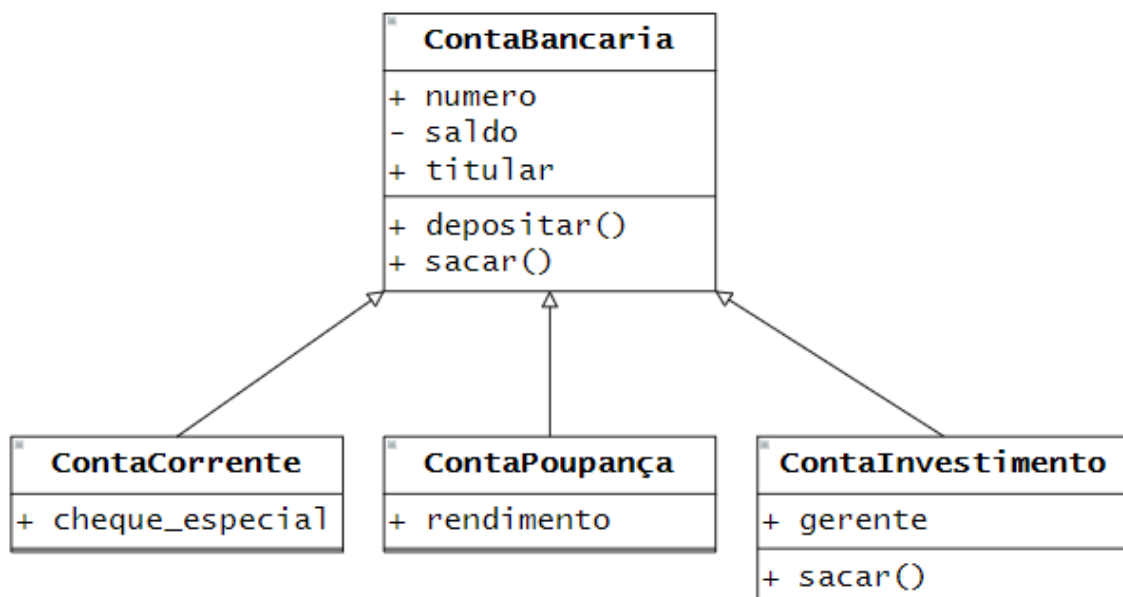 ContaBancaria
+ numero
- saldo
+ titular
+ depositar()
+ sacar()
ContaCorrente
+ cheque_especial
ContaPoupança
+ rendimento
ContaInvestimento
+ gerente
+ sacar()